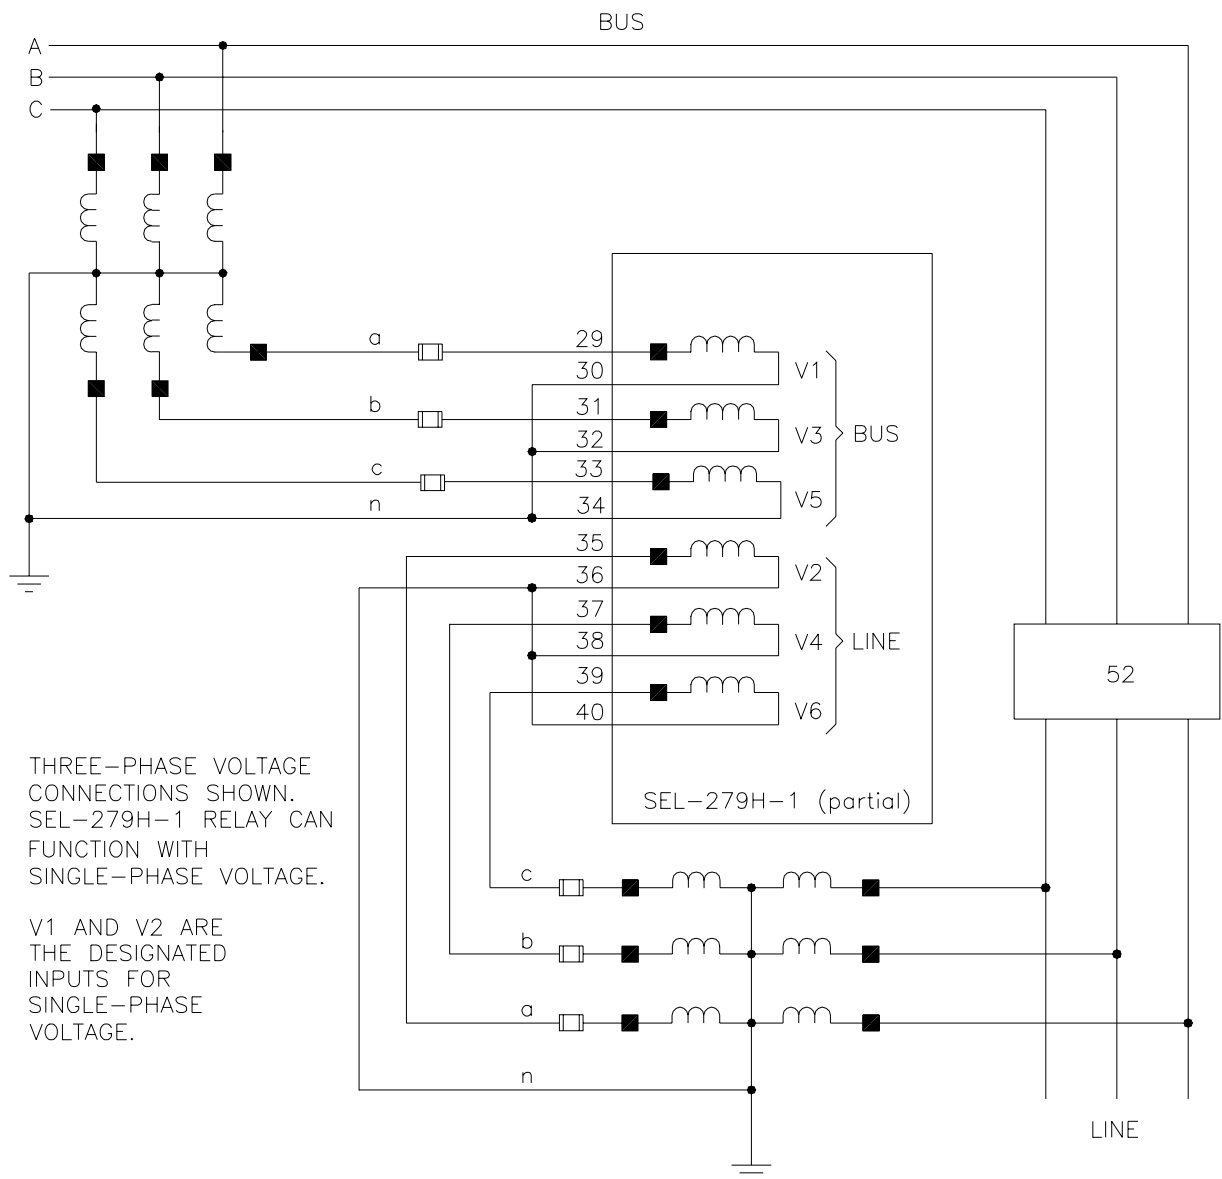 BUS
A
B
C
a
29
30
V1
b
31
32
V3
BUS
c
33
n
34
V5
35
36
V2
37
38
V4
LINE
39
40
V6
52
SEL-279H-1 (partial)
THREE-PHASE VOLTAGE
CONNECTIONS SHOWN.
SEL-279H-1 RELAY CAN
FUNCTION WITH
SINGLE-PHASE VOLTAGE.
V1 AND V2 ARE
THE DESIGNATED
INPUTS FOR
SINGLE-PHASE
VOLTAGE.
c
b
a
n
LINE